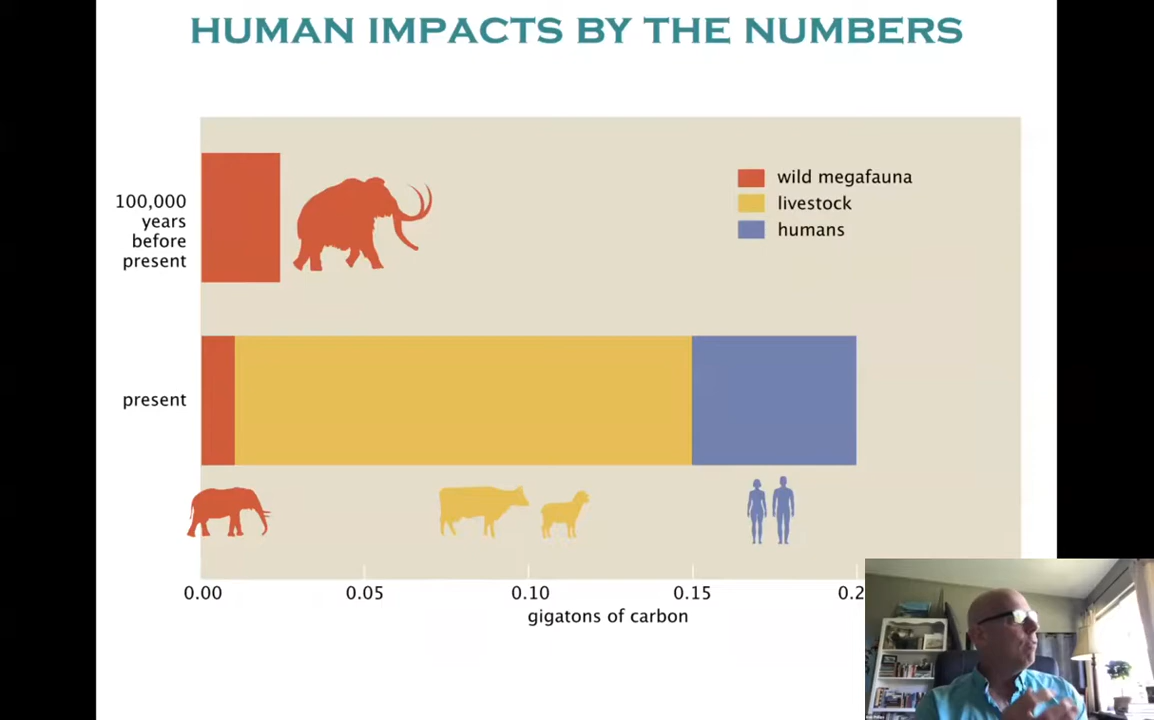 HUMAN IMPACTS BY THE NUMBERS
wild megafauna
livestock
humans
100,000
years
before
present
present
0.00
0.05
0.10
0.15
0.2
gigatons of carbon